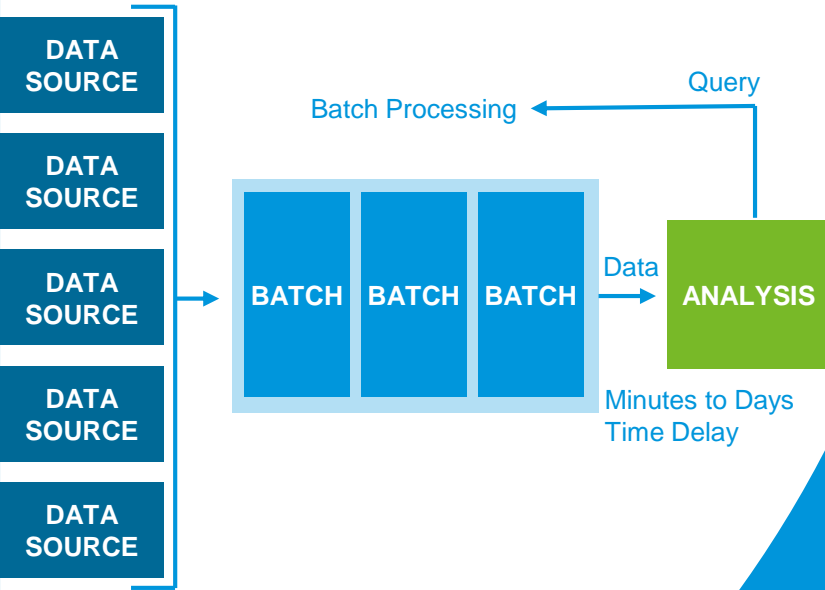 DATA
SOURCE
DATA
SOURCE
DATA
SOURCE
DATA
SOURCE
DATA
SOURCE
Batch Processing
Query
BATCH
BATCH
BATCH
Data
ANALYSIS
Minutes to Days
Time Delay